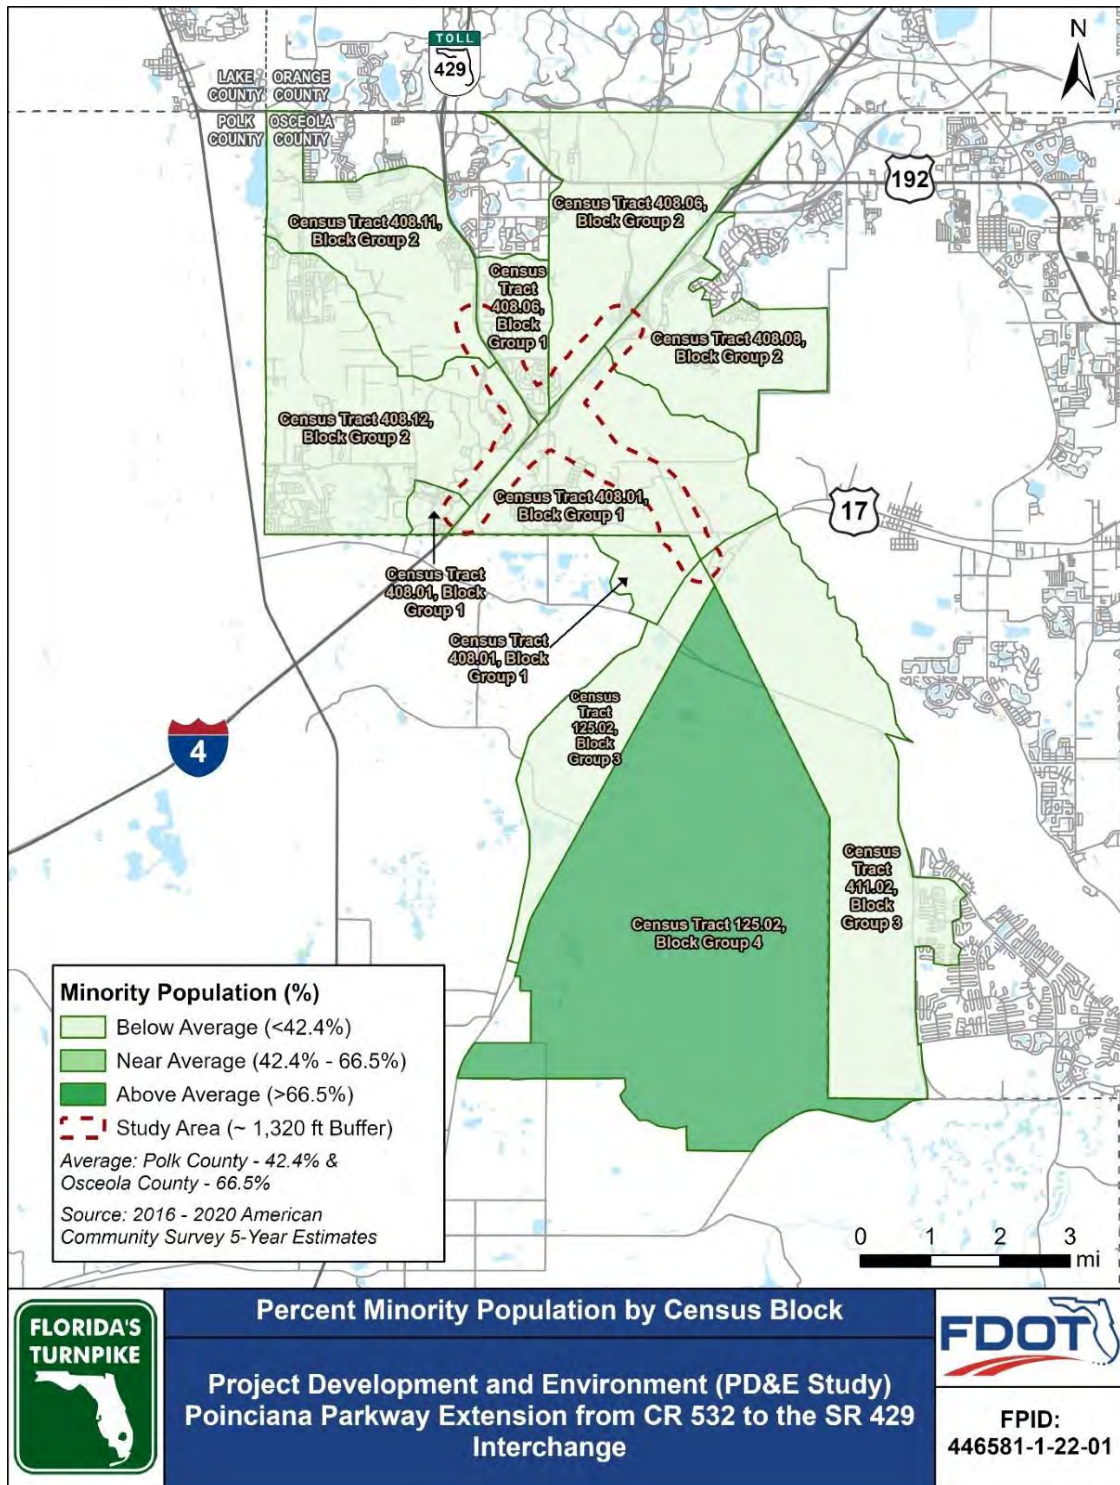 N
TOLL
429
LAKE ORANGE
COUNTY COUNTY
POLK OSCEOLA
COUNTY COUNTY
192
Census Tract 408.11,
Block Group 2
Census Tract 408.06,
Block Group 2
Census
Tract
408.06,
Block
Group 1
Census Tract 408.08,
Block Group 2
Census Tract 408.12,
Block Group 2
Census Tract 408.01,
Block Group 1
17
Census Tract
408.01, Block
Group 1
Census Tract
408.01, Block
Group 1
Census
Tract
125.02,
Block
Group 3
4
Census
Tract
411.02,
Block
Group 3
Census Tract 125.02,
Block Group 4
Minority Population (%)
Below Average (<42.4%)
Near Average (42.4% - 66.5%)
Above Average (>66.5%)
Study Area (~ 1,320 ft Buffer)
Average: Polk County - 42.4% &
Osceola County - 66.5%
Source: 2016 - 2020 American
Community Survey 5-Year Estimates
0 1 2 3
mi
FLORIDA'S
TURNPIKE
Percent Minority Population by Census Block
Project Development and Environment (PD&E Study)
Poinciana Parkway Extension from CR 532 to the SR 429
Interchange
FDOT
FPID:
446581-1-22-01